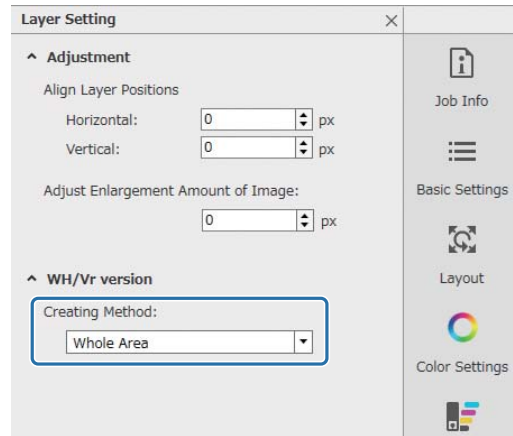 Layer Setting
Adjustment
Align Layer Positions
Horizontal: 0 px
Vertical: 0 px
Adjust Enlargement Amount of Image:
0 px
WH/Vr version
Creating Method:
Whole Area
Job Info
Basic Settings
Layout
Color Settings